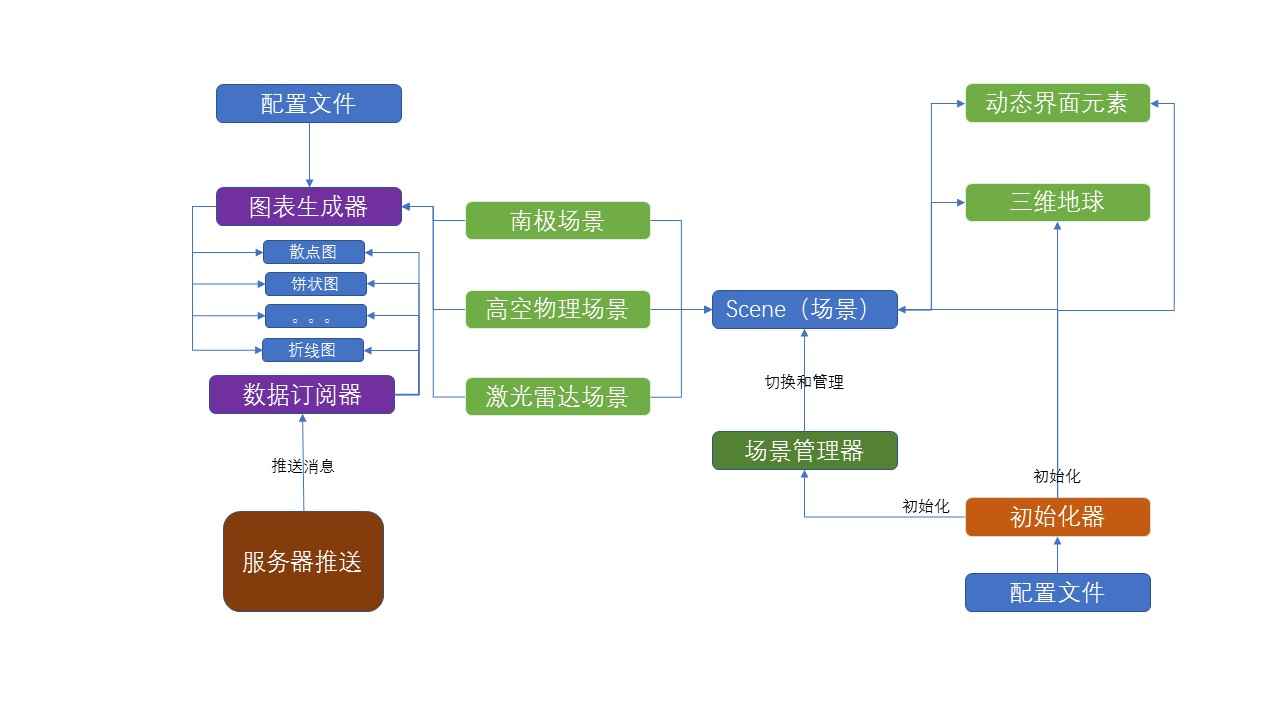 配置文件
动态界面元素
图表生成器
三维地球
南极场景
散点图
饼状图
。。。
折线图
高空物理场景
Scene（场景）
数据订阅器
激光雷达场景
切换和管理
场景管理器
推送消息
初始化
初始化
初始化器
服务器推送
配置文件